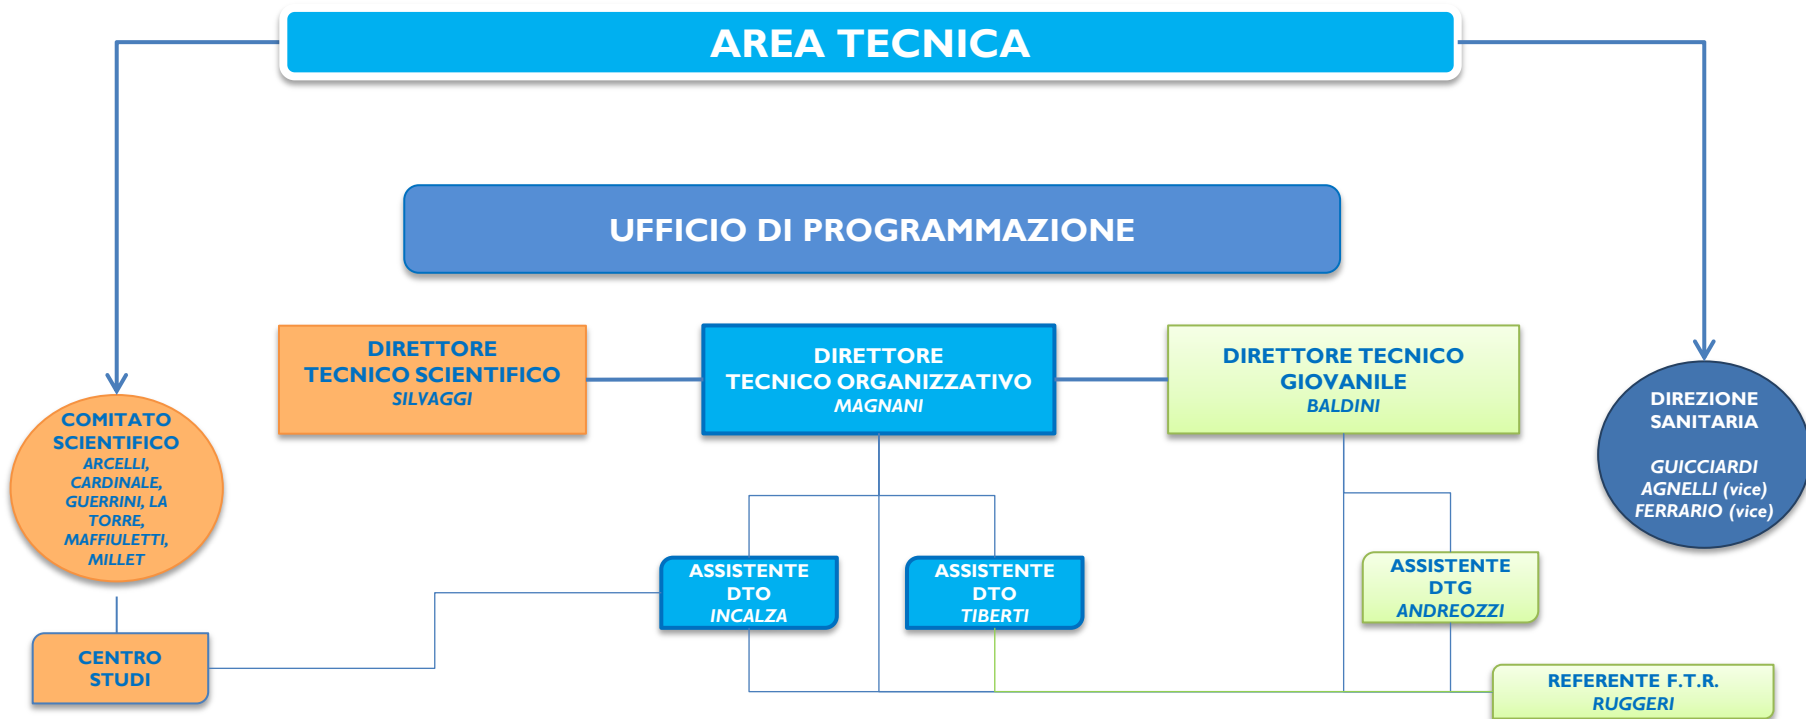 AREA TECNICA
UFFICIO DI PROGRAMMAZIONE
DIRETTORE
TECNICO SCIENTIFICO
SILVAGGI
DIRETTORE
TECNICO ORGANIZZATIVO
MAGNANI
DIRETTORE TECNICO
GIOVANILE
BALDINI
COMITATO
SCIENTIFICO
ARCELLI,
CARDINALE,
GUERRINI, LA
TORRE,
MAFFIULETTI,
MILLET
DIREZIONE
SANITARIA
GUICCIARDI
AGNELLI (vice)
FERRARIO (vice)
ASSISTENTE
DTO
INCALZA
ASSISTENTE
DTO
TIBERTI
ASSISTENTE
DTG
ANDREOZZI
CENTRO
STUDI
REFERENTE F.T.R.
RUGGERI